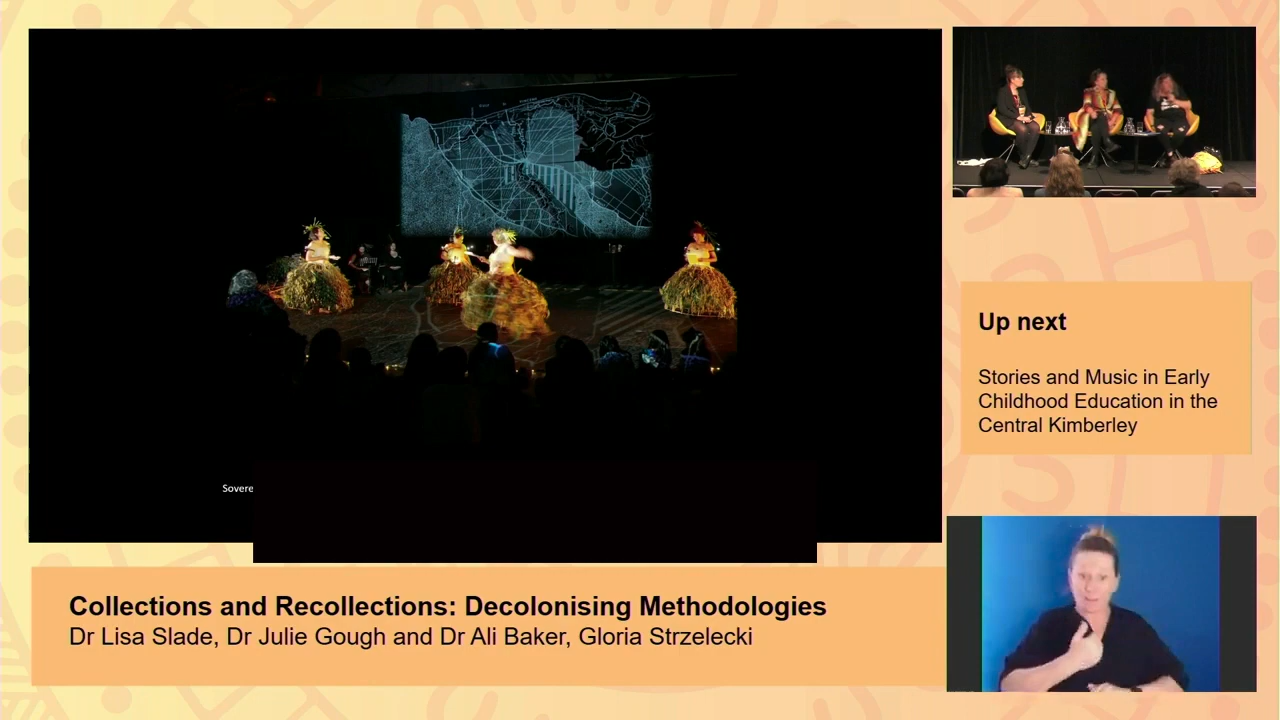 Sovere
Up next
Stories and Music in Early
Childhood Education in the
Central Kimberley
Collections and Recollections: Decolonising Methodologies
Dr Lisa Slade, Dr Julie Gough and Dr Ali Baker, Gloria Strzelecki